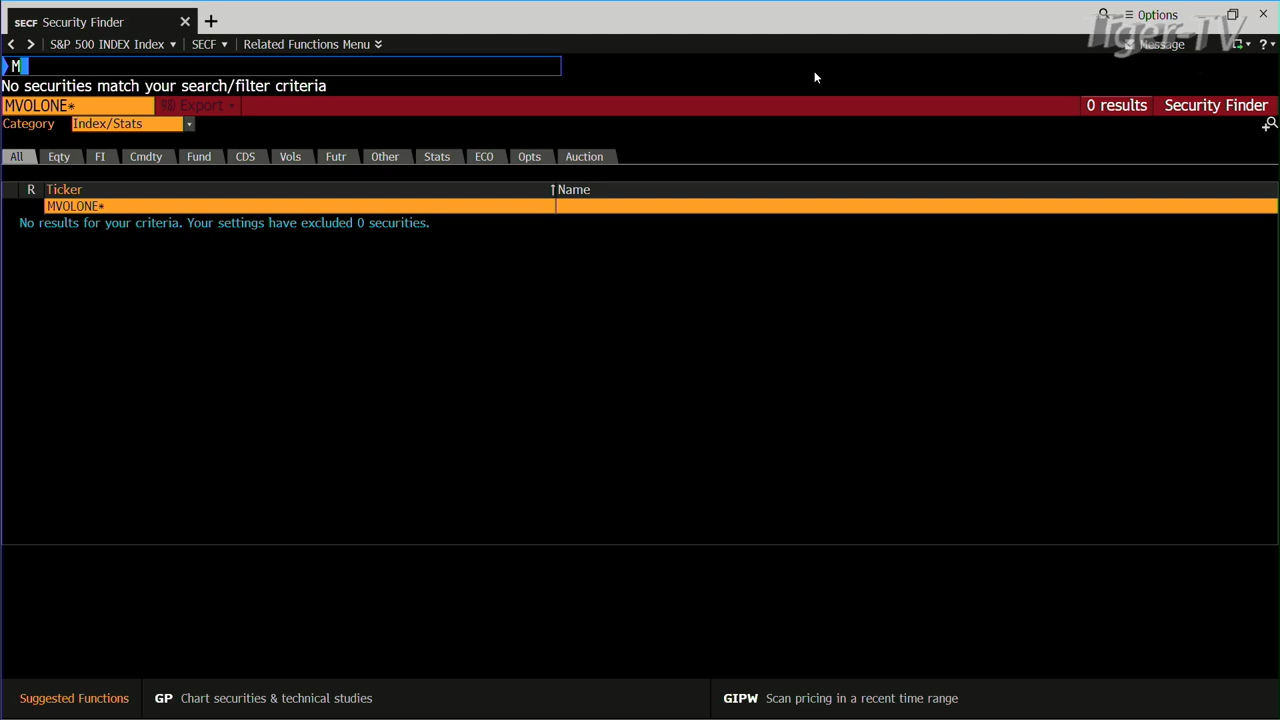 SECF Security Finder
Options
S&P 500 INDEX Index SECF Related Functions Menu
Message ?
Tiger-TV
M
No securities match your search/filter criteria
MVOLONE* 98) Export 0 results Security Finder
Category Index/Stats
All Eqty FI Cmdty Fund CDS Vols Futr Other Stats ECO Opts Auction
R Ticker Name
MVOLONE*
No results for your criteria. Your settings have excluded 0 securities.
Suggested Functions GP Chart securities & technical studies GIPW Scan pricing in a recent time range